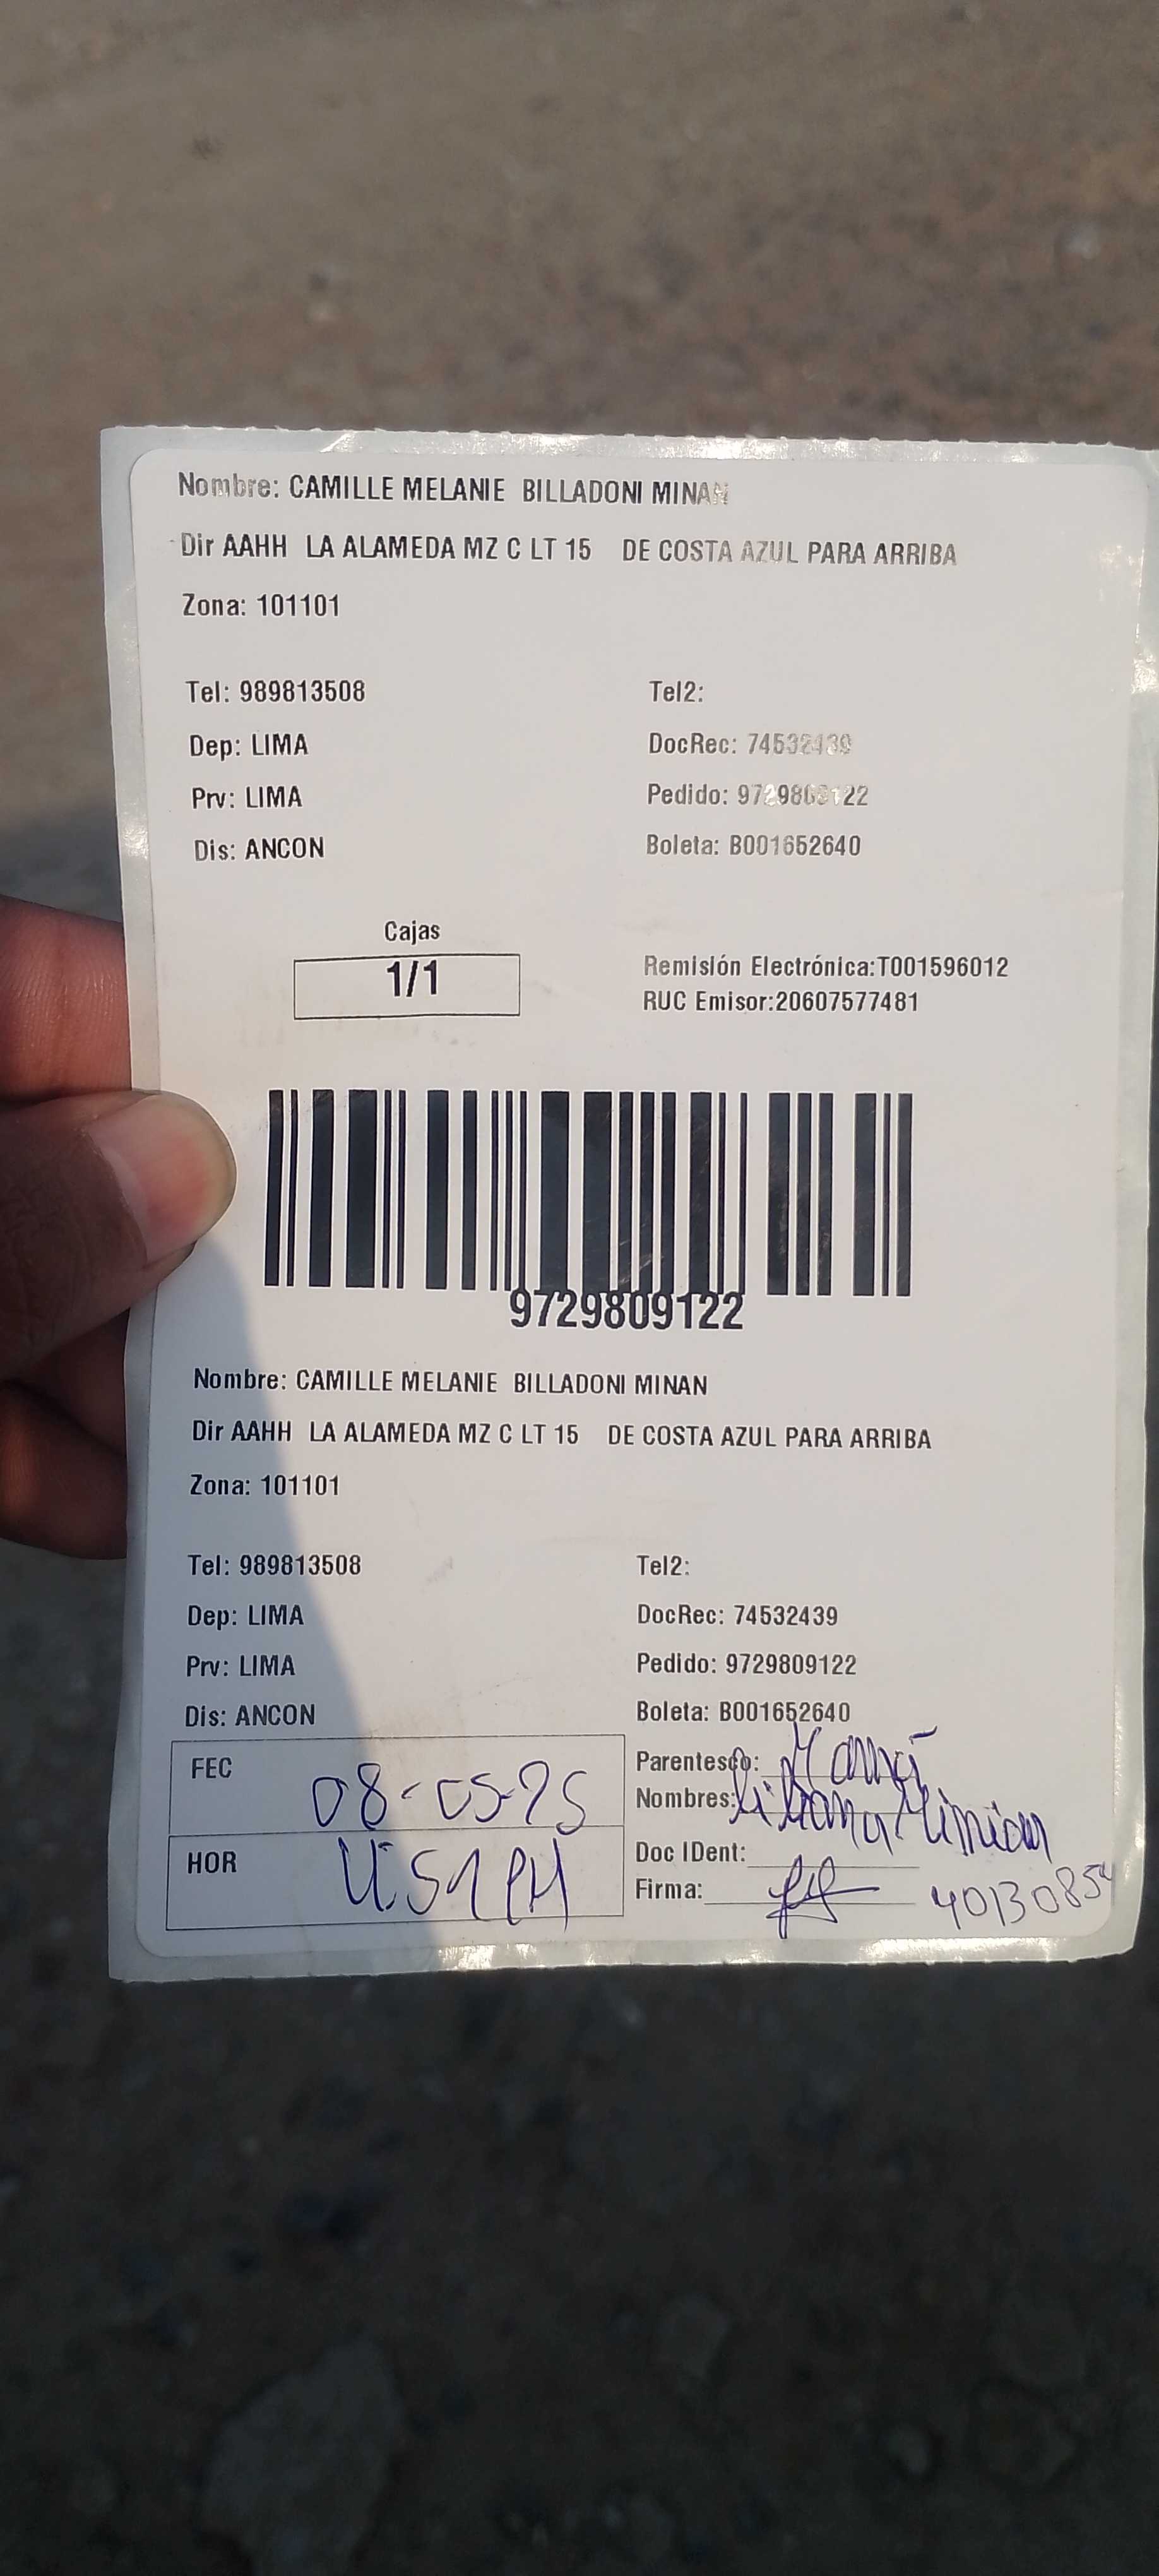 Nombre: CAMILLE MELANIE BILLADONI MINAN
Dir AAHH LA ALAMEDA MZ C LT 15 DE COSTA AZUL PARA ARRIBA
Zona: 101101
Tel: 989813508 Tel2:
Dep: LIMA DocRec: 74532439
Prv: LIMA Pedido: 9729809122
Dis: ANCON Boleta: B001652640
Cajas
1/1
Remisión Electrónica:T001596012
RUC Emisor:20607577481
9729809122
Nombre: CAMILLE MELANIE BILLADONI MINAN
Dir AAHH LA ALAMEDA MZ C LT 15 DE COSTA AZUL PARA ARRIBA
Zona: 101101
Tel: 989813508 Tel2:
Dep: LIMA DocRec: 74532439
Prv: LIMA Pedido: 9729809122
Dis: ANCON Boleta: B001652640
FEC 08-05-25
HOR
Parentesco: Mamá
Nombres:
Doc IDent:
Firma: 40130854